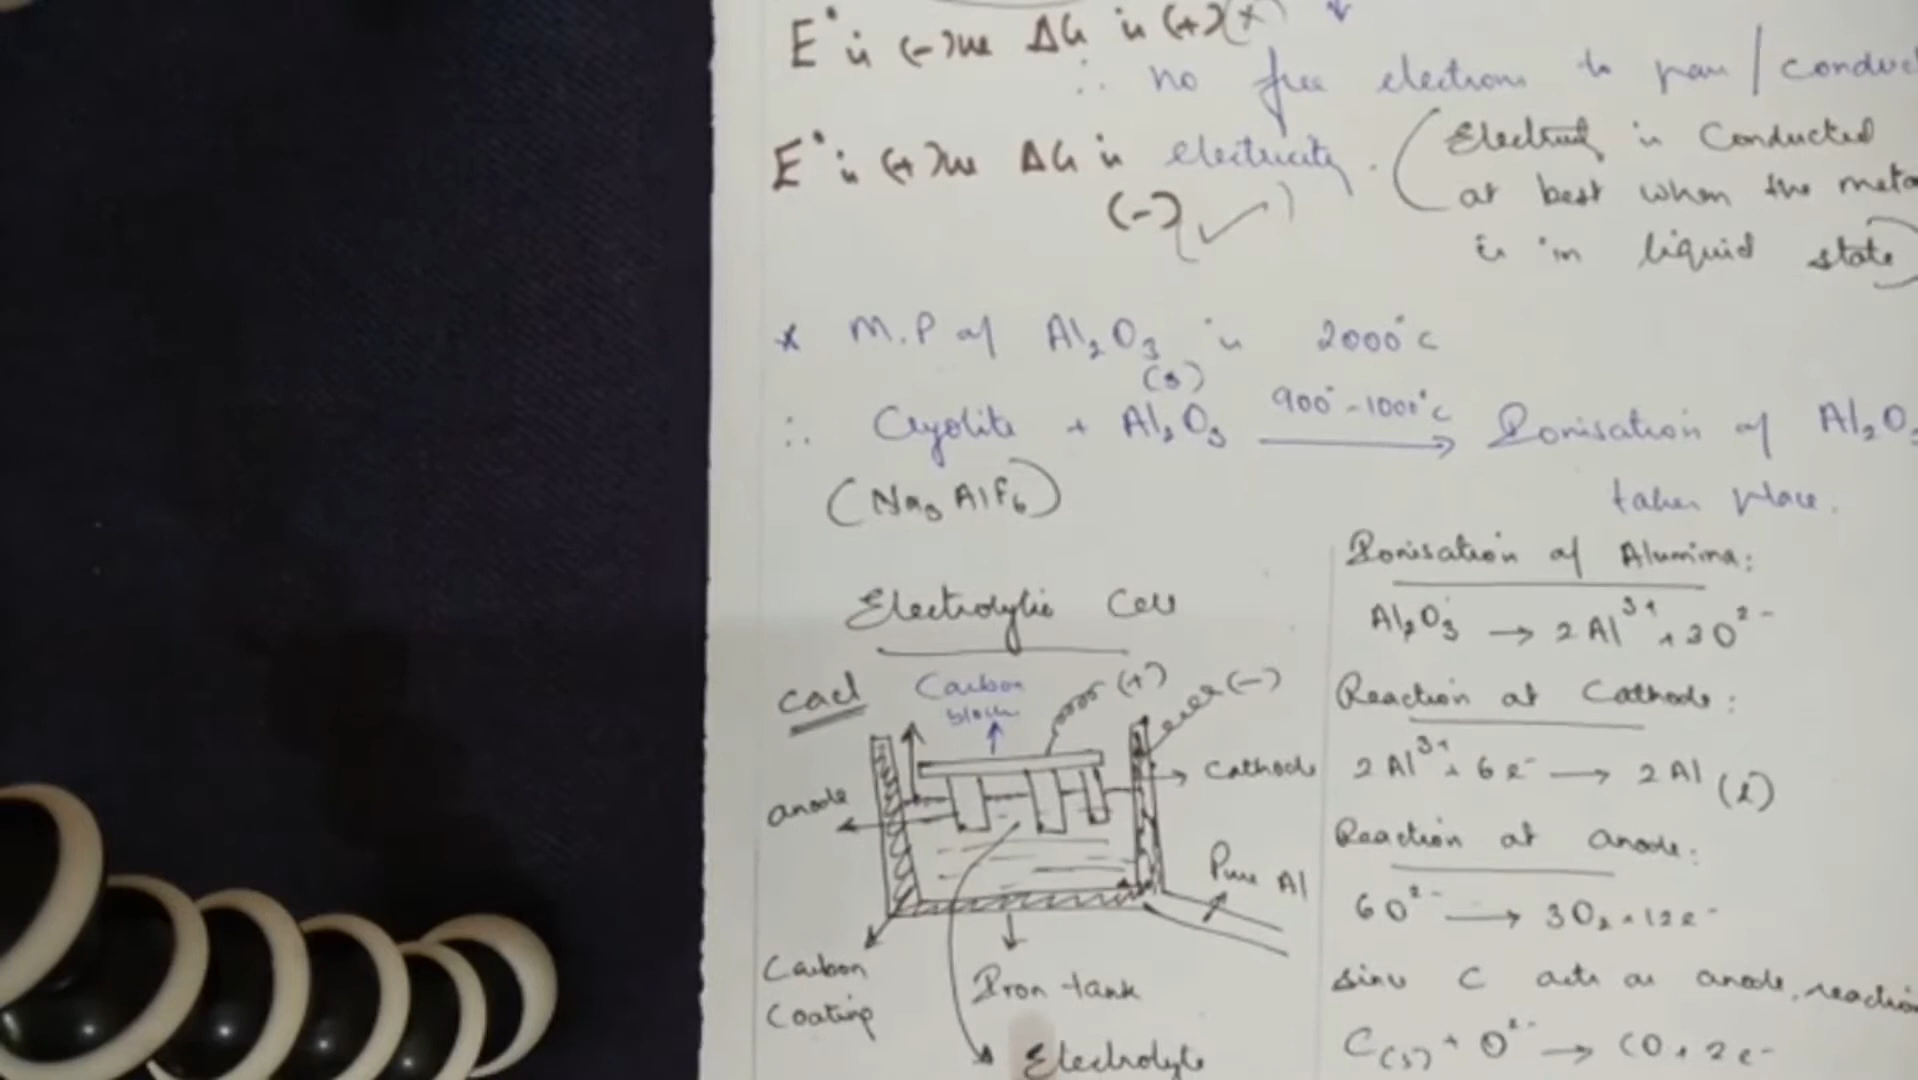 E° is (-)ve ΔG is (+)(x)
∴ no free electrons to pass / conduc
E° is (+)ve ΔG is electricity. (
(-) ✓
is Conducted
at best when the meta
is in liquid state)
* M.P of Al₂O₃ is 2000°C
(s)
∴ Cryolite + Al₂O₃ 900°-1000°C → Ionisation of Al₂O₃
(Na₃AlF₆)
takes place.
Electrolytic Cell
cacl
Carbon
block
(+)
(-)
anode
Cathode
Pure Al
Carbon
Coating
Iron tank
Electrolyte
Ionisation of Alumina:
Al₂O₃ → 2Al³⁺ + 3O²⁻
Reaction at Cathode:
2Al³⁺ + 6e⁻ → 2Al (l)
Reaction at anode:
6O²⁻ → 3O₂ + 12e⁻
since C acts as anode, reaction
C(s) + O²⁻ → CO + 2e⁻